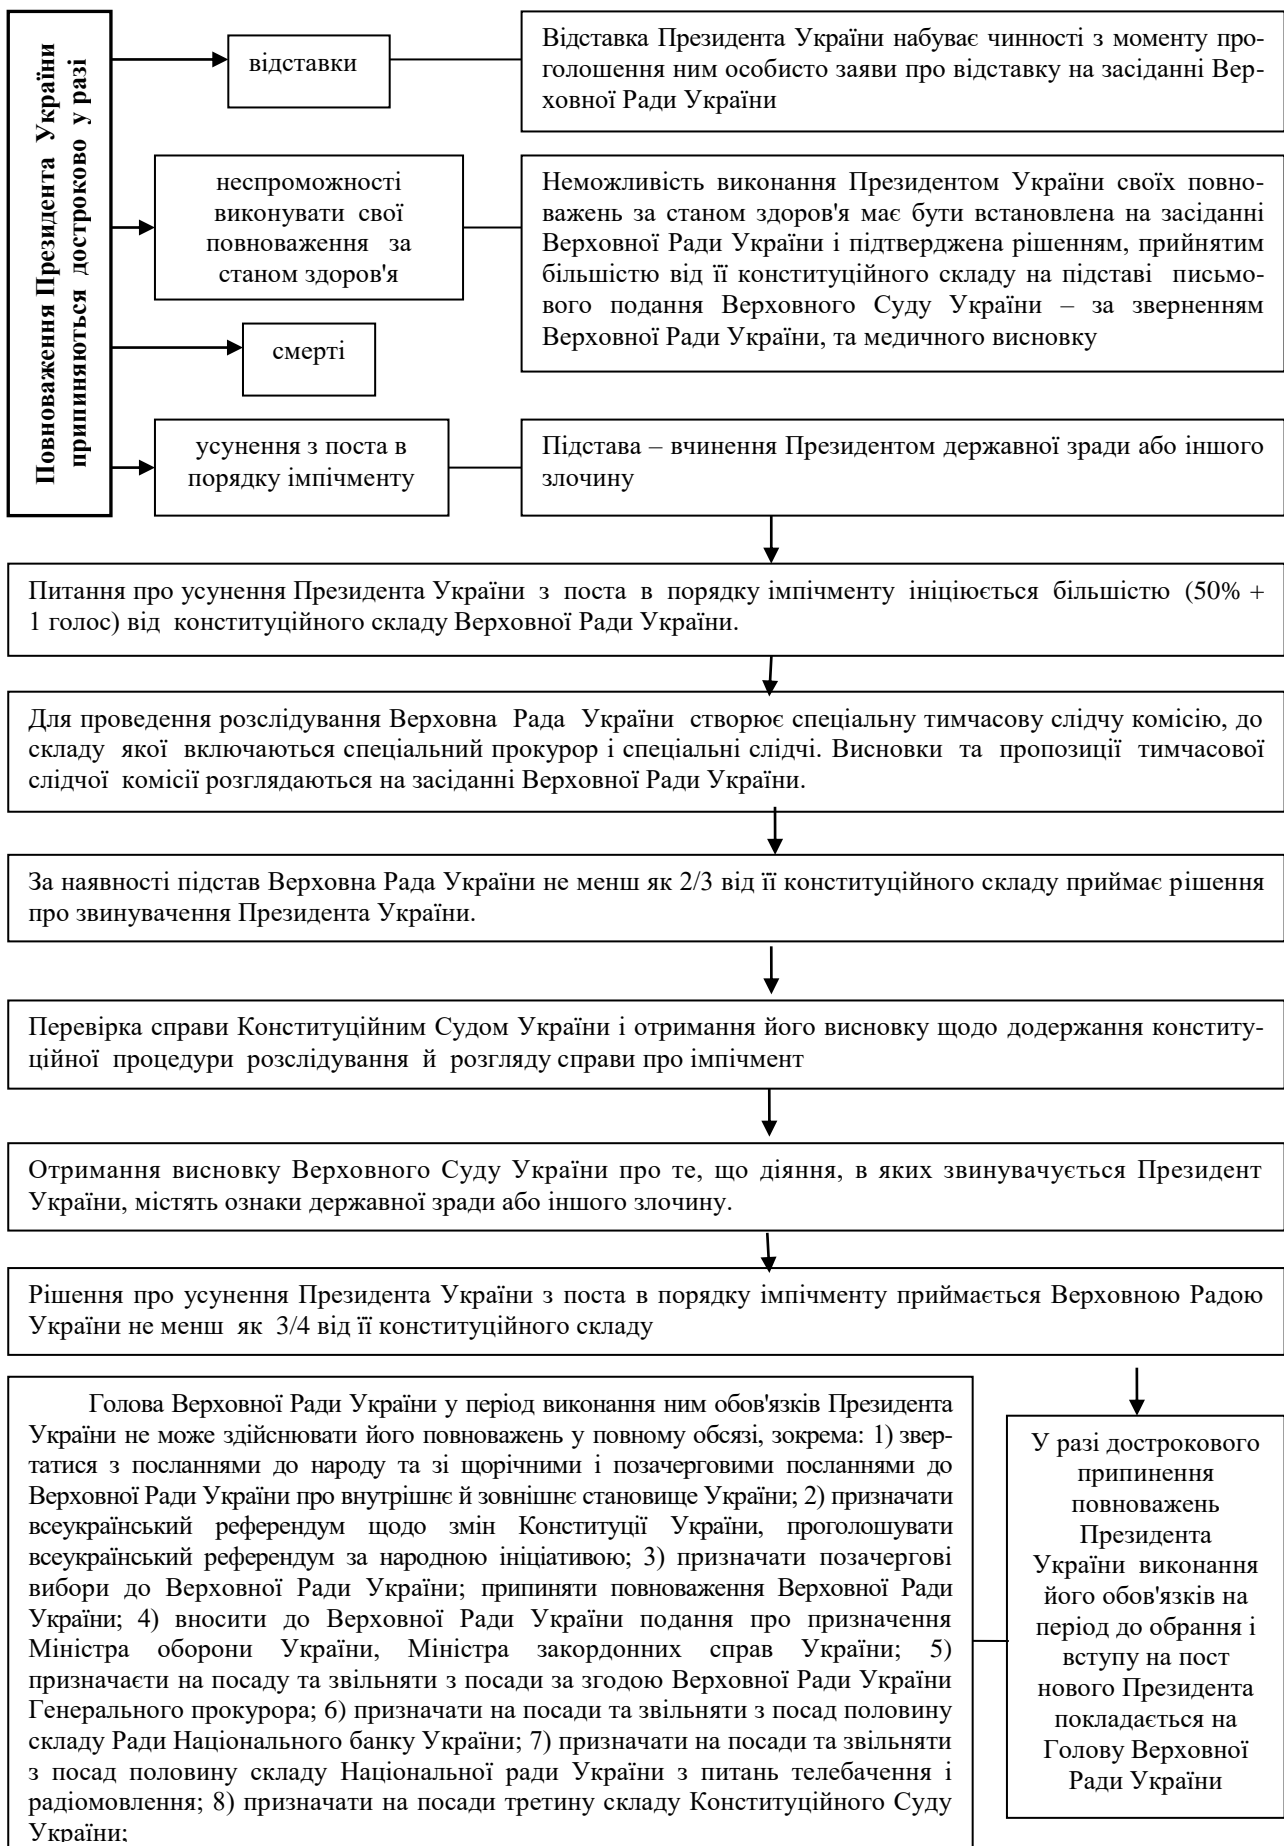 Повноваження Президента України
припиняються достроково у разі
відставки
Відставка Президента України набуває чинності з моменту про-
голошення ним особисто заяви про відставку на засіданні Вер-
ховної Ради України
неспроможності
виконувати свої
повноваження за
станом здоров'я
Неможливість виконання Президентом України своїх повно-
важень за станом здоров'я має бути встановлена на засіданні
Верховної Ради України і підтверджена рішенням, прийнятим
більшістю від її конституційного складу на підставі письмо-
вого подання Верховного Суду України – за зверненням
Верховної Ради України, та медичного висновку
смерті
усунення з поста в
порядку імпічменту
Підстава – вчинення Президентом державної зради або іншого
злочину
Питання про усунення Президента України з поста в порядку імпічменту ініціюється більшістю (50% +
1 голос) від конституційного складу Верховної Ради України.
Для проведення розслідування Верховна Рада України створює спеціальну тимчасову слідчу комісію, до
складу якої включаються спеціальний прокурор і спеціальні слідчі. Висновки та пропозиції тимчасової
слідчої комісії розглядаються на засіданні Верховної Ради України.
За наявності підстав Верховна Рада України не менш як 2/3 від її конституційного складу приймає рішення
про звинувачення Президента України.
Перевірка справи Конституційним Судом України і отримання його висновку щодо додержання конститу-
ційної процедури розслідування й розгляду справи про імпічмент
Отримання висновку Верховного Суду України про те, що діяння, в яких звинувачується Президент
України, містять ознаки державної зради або іншого злочину.
Рішення про усунення Президента України з поста в порядку імпічменту приймається Верховною Радою
України не менш як 3/4 від її конституційного складу
Голова Верховної Ради України у період виконання ним обов'язків Президента
України не може здійснювати його повноважень у повному обсязі, зокрема: 1) звер-
татися з посланнями до народу та зі щорічними і позачерговими посланнями до
Верховної Ради України про внутрішнє й зовнішнє становище України; 2) призначати
всеукраїнський референдум щодо змін Конституції України, проголошувати
всеукраїнський референдум за народною ініціативою; 3) призначати позачергові
вибори до Верховної Ради України; припиняти повноваження Верховної Ради
України; 4) вносити до Верховної Ради України подання про призначення
Міністра оборони України, Міністра закордонних справ України; 5)
призначаєти на посаду та звільняти з посади за згодою Верховної Ради України
Генерального прокурора; 6) призначати на посади та звільняти з посад половину
складу Ради Національного банку України; 7) призначати на посади та звільняти
з посад половину складу Національної ради України з питань телебачення і
радіомовлення; 8) призначати на посади третину складу Конституційного Суду
України;
У разі дострокового
припинення
повноважень
Президента
України виконання
його обов'язків на
період до обрання і
вступу на пост
нового Президента
покладається на
Голову Верховної
Ради України